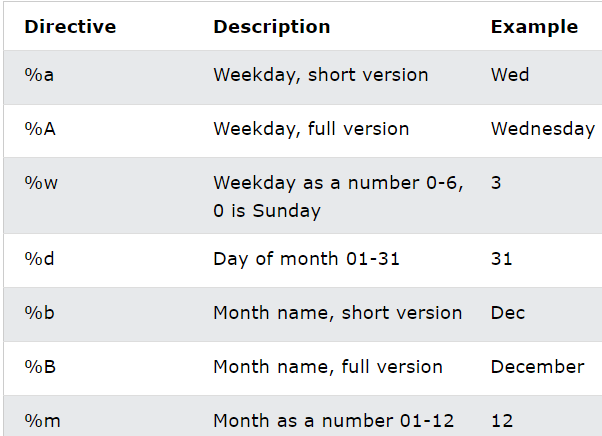 Directive Description Example
%a Weekday, short version Wed
%A Weekday, full version Wednesday
%w Weekday as a number 0-6, 3
0 is Sunday
%d Day of month 01-31 31
%b Month name, short version Dec
%B Month name, full version December
%m Month as a number 01-12 12